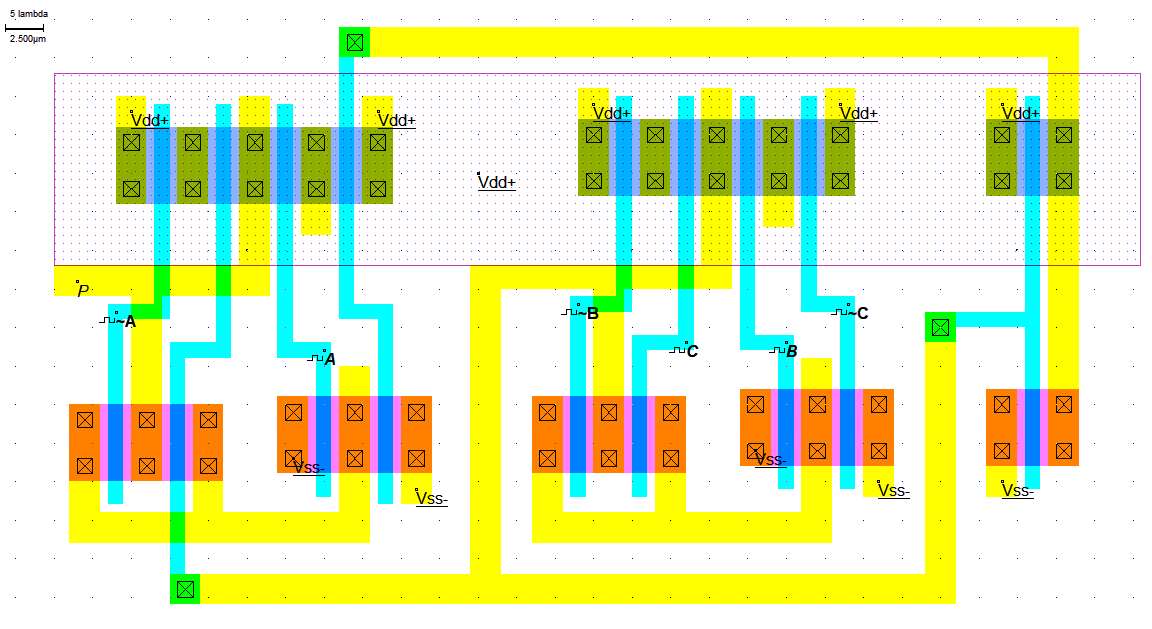 5 lambda
2.500µm
Vdd+
Vdd+
Vdd+
Vdd+
Vdd+
Vdd+
P
~A
~B
~C
A
C
B
Vss-
Vss-
Vss-
Vss-
Vss-